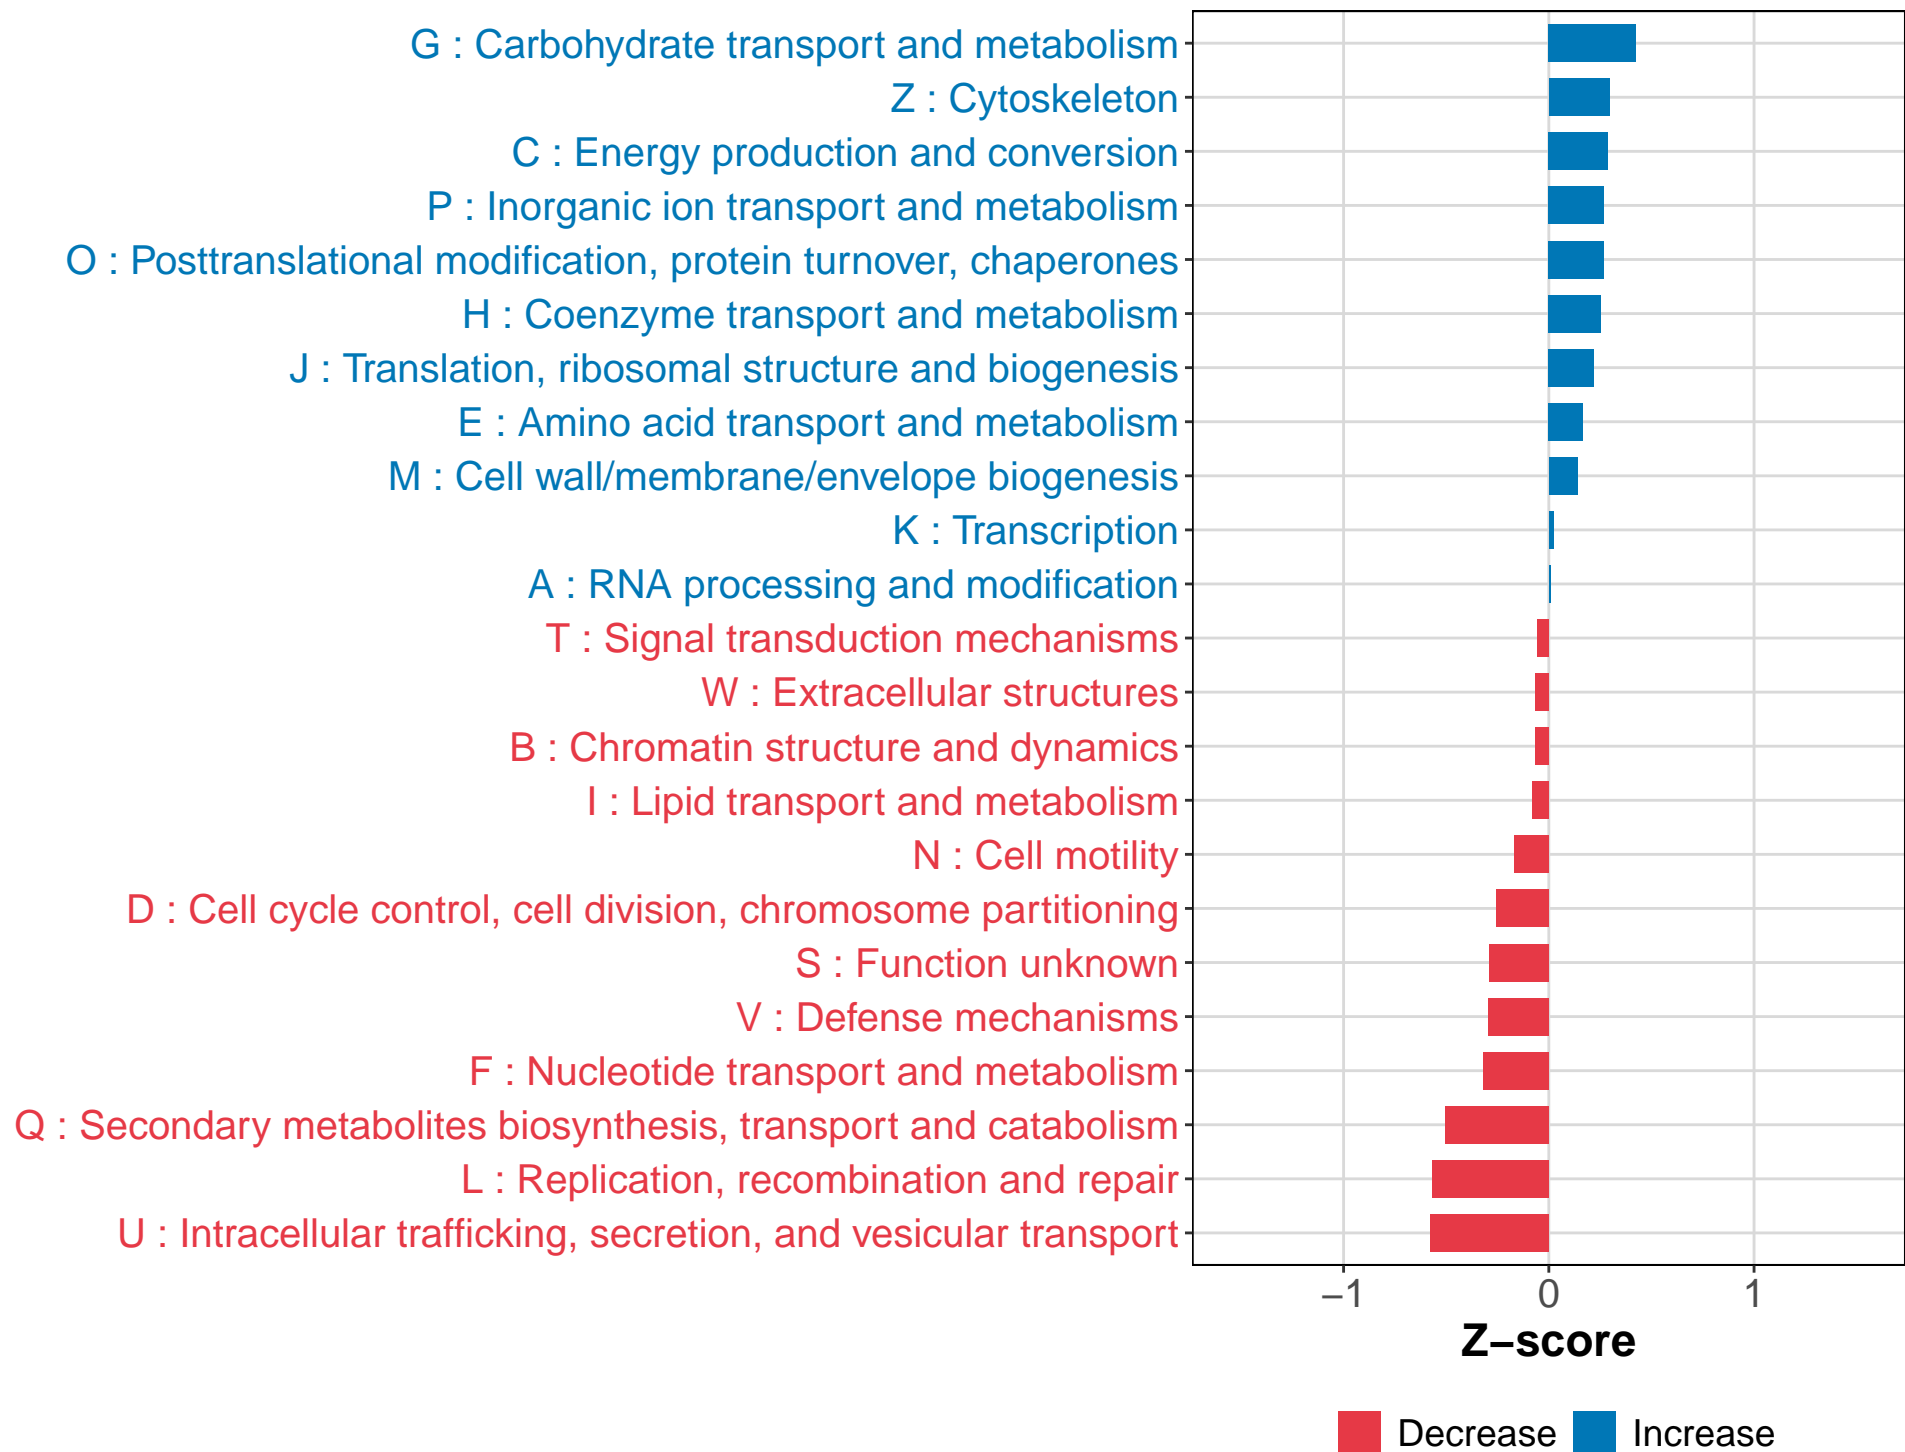 G : Carbohydrate transport and metabolism
Z : Cytoskeleton
C : Energy production and conversion
P : Inorganic ion transport and metabolism
O : Posttranslational modification, protein turnover, chaperones
H : Coenzyme transport and metabolism
J : Translation, ribosomal structure and biogenesis
E : Amino acid transport and metabolism
M : Cell wall/membrane/envelope biogenesis
K : Transcription
A : RNA processing and modification
T : Signal transduction mechanisms
W : Extracellular structures
B : Chromatin structure and dynamics
I : Lipid transport and metabolism
N : Cell motility
D : Cell cycle control, cell division, chromosome partitioning
S : Function unknown
V : Defense mechanisms
F : Nucleotide transport and metabolism
Q : Secondary metabolites biosynthesis, transport and catabolism
L : Replication, recombination and repair
U : Intracellular trafficking, secretion, and vesicular transport
−1 0 1
Z−score
Decrease Increase